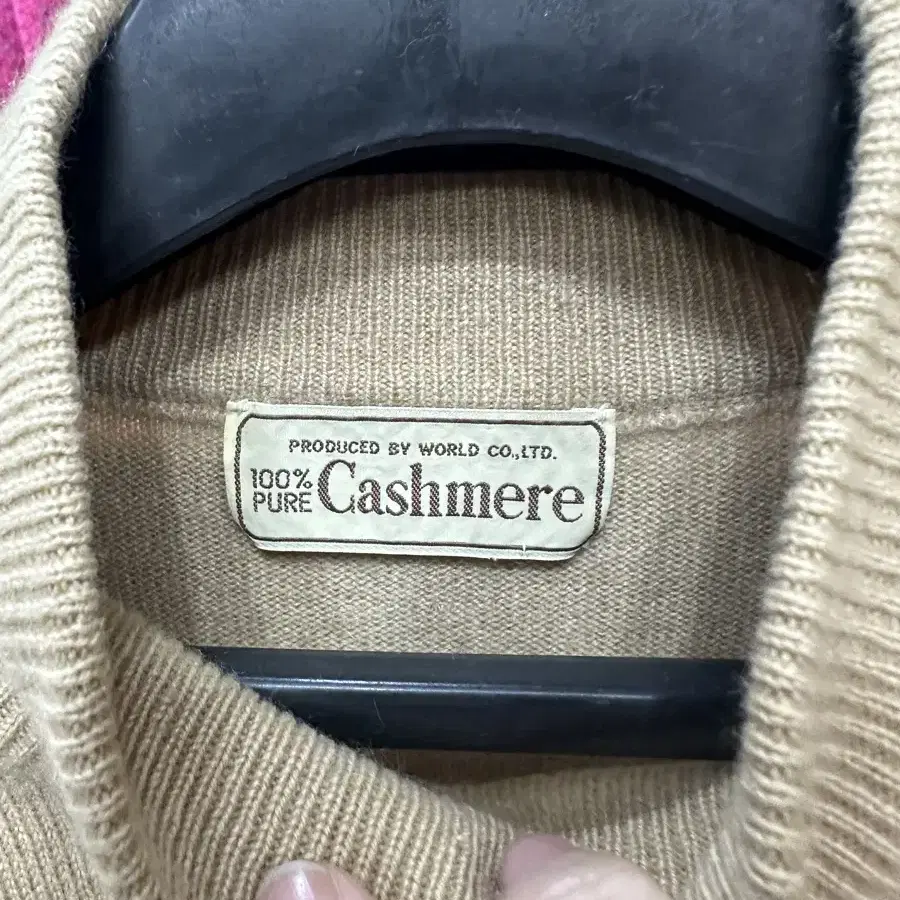 PRODUCED BY WORLD CO.,LTD.
100% PURE Cashmere